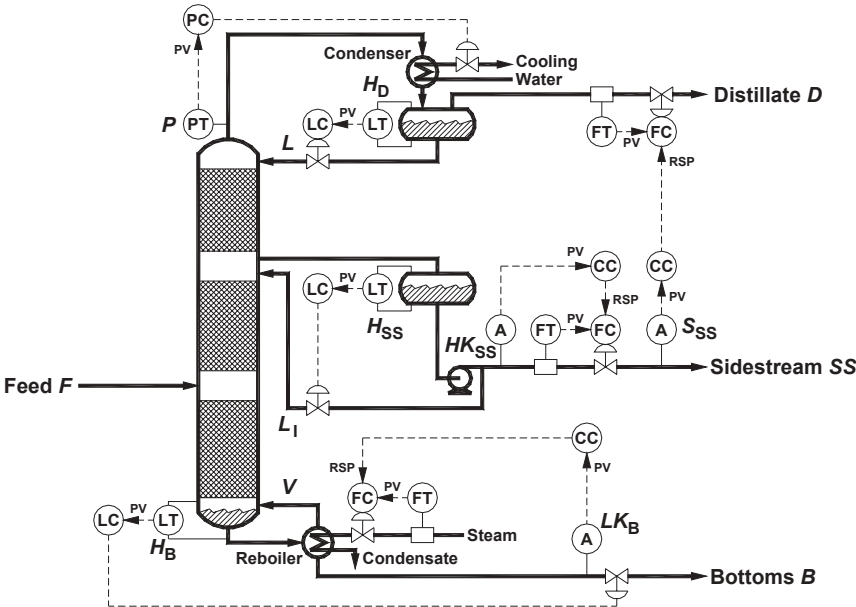 PC
PV
Condenser
Cooling
Water
H_D
Distillate D
P
PT
LC
PV
LT
FT
PV
FC
L
RSP
PV
CC
CC
LC
PV
LT
RSP
PV
H_SS
A
FT
PV
FC
A
S_SS
HK_SS
Feed F
Sidestream SS
L_I
CC
RSP
PV
V
FC
PV
FT
LC
PV
LT
LK_B
H_B
Steam
A
Reboiler
Condensate
Bottoms B